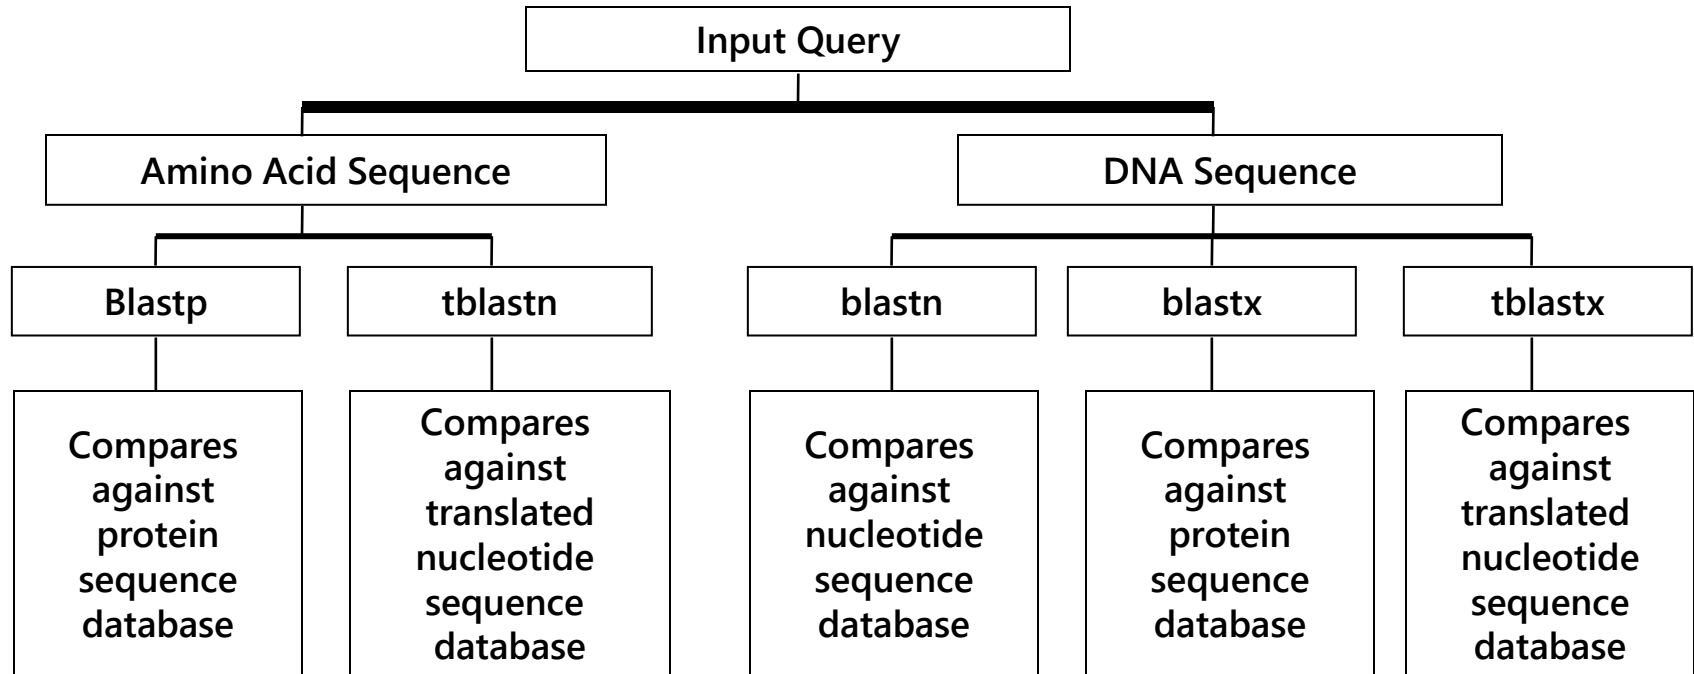 Input Query
Amino Acid Sequence
DNA Sequence
Blastp
tblastn
blastn
blastx
tblastx
Compares
against
protein
sequence
database
Compares
against
translated
nucleotide
sequence
database
Compares
against
nucleotide
sequence
database
Compares
against
protein
sequence
database
Compares
against
translated
nucleotide
sequence
database